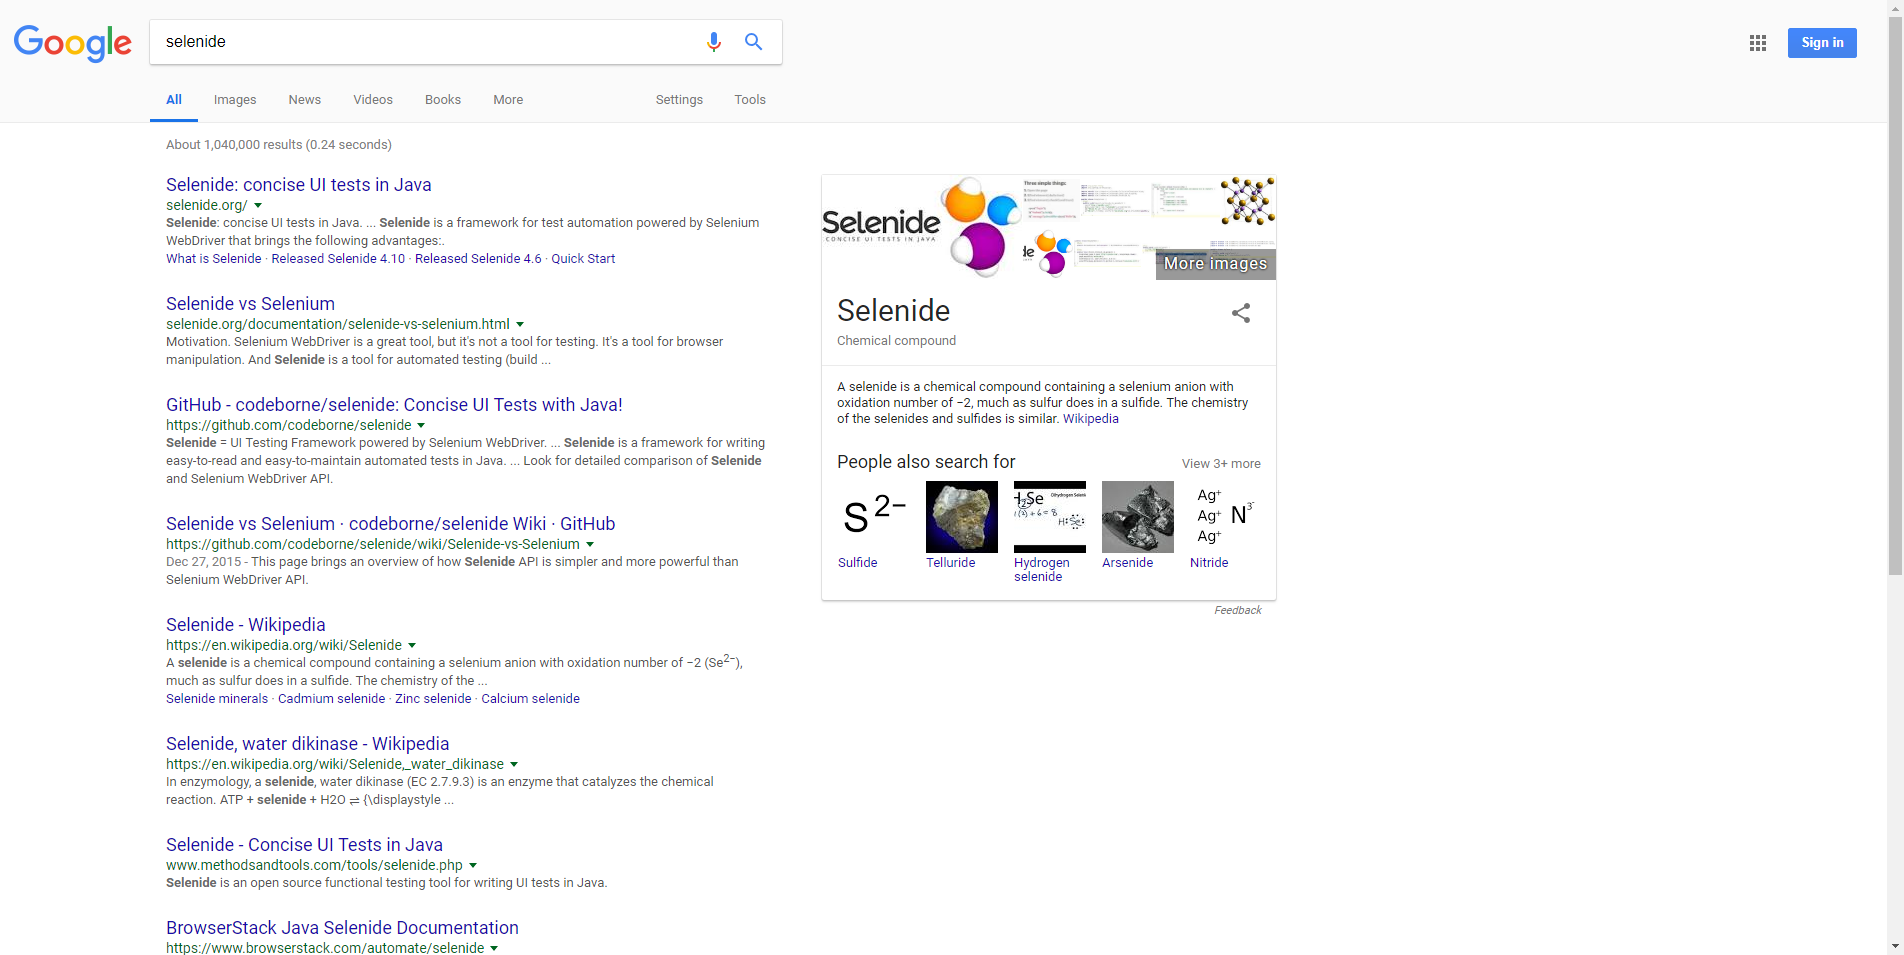 Google
selenide
Sign in
All Images News Videos Books More Settings Tools
About 1,040,000 results (0.24 seconds)
Selenide: concise UI tests in Java
selenide.org/
Selenide: concise UI tests in Java. ... Selenide is a framework for test automation powered by Selenium
WebDriver that brings the following advantages:.
What is Selenide · Released Selenide 4.10 · Released Selenide 4.6 · Quick Start
Selenide vs Selenium
selenide.org/documentation/selenide-vs-selenium.html
Motivation. Selenium WebDriver is a great tool, but it's not a tool for testing. It's a tool for browser
manipulation. And Selenide is a tool for automated testing (build ...
GitHub - codeborne/selenide: Concise UI Tests with Java!
https://github.com/codeborne/selenide
Selenide = UI Testing Framework powered by Selenium WebDriver. ... Selenide is a framework for writing
easy-to-read and easy-to-maintain automated tests in Java. ... Look for detailed comparison of Selenide
and Selenium WebDriver API.
Selenide vs Selenium · codeborne/selenide Wiki · GitHub
https://github.com/codeborne/selenide/wiki/Selenide-vs-Selenium
Dec 27, 2015 - This page brings an overview of how Selenide API is simpler and more powerful than
Selenium WebDriver API.
Selenide - Wikipedia
https://en.wikipedia.org/wiki/Selenide
A selenide is a chemical compound containing a selenium anion with oxidation number of −2 (Se²⁻),
much as sulfur does in a sulfide. The chemistry of the ...
Selenide minerals · Cadmium selenide · Zinc selenide · Calcium selenide
Selenide, water dikinase - Wikipedia
https://en.wikipedia.org/wiki/Selenide,_water_dikinase
In enzymology, a selenide, water dikinase (EC 2.7.9.3) is an enzyme that catalyzes the chemical
reaction. ATP + selenide + H2O ⇌ {\displaystyle ...
Selenide - Concise UI Tests in Java
www.methodsandtools.com/tools/selenide.php
Selenide is an open source functional testing tool for writing UI tests in Java.
BrowserStack Java Selenide Documentation
https://www.browserstack.com/automate/selenide
Selenide
CONCISE UI TESTS IN JAVA
Three simple things:
ide
More images
Selenide
Chemical compound
A selenide is a chemical compound containing a selenium anion with
oxidation number of −2, much as sulfur does in a sulfide. The chemistry
of the selenides and sulfides is similar. Wikipedia
People also search for
View 3+ more
S²⁻
Dihydrogen Selenide
Ag⁺
Ag⁺ N³⁻
Ag⁺
Sulfide Telluride Hydrogen selenide Arsenide Nitride
Feedback